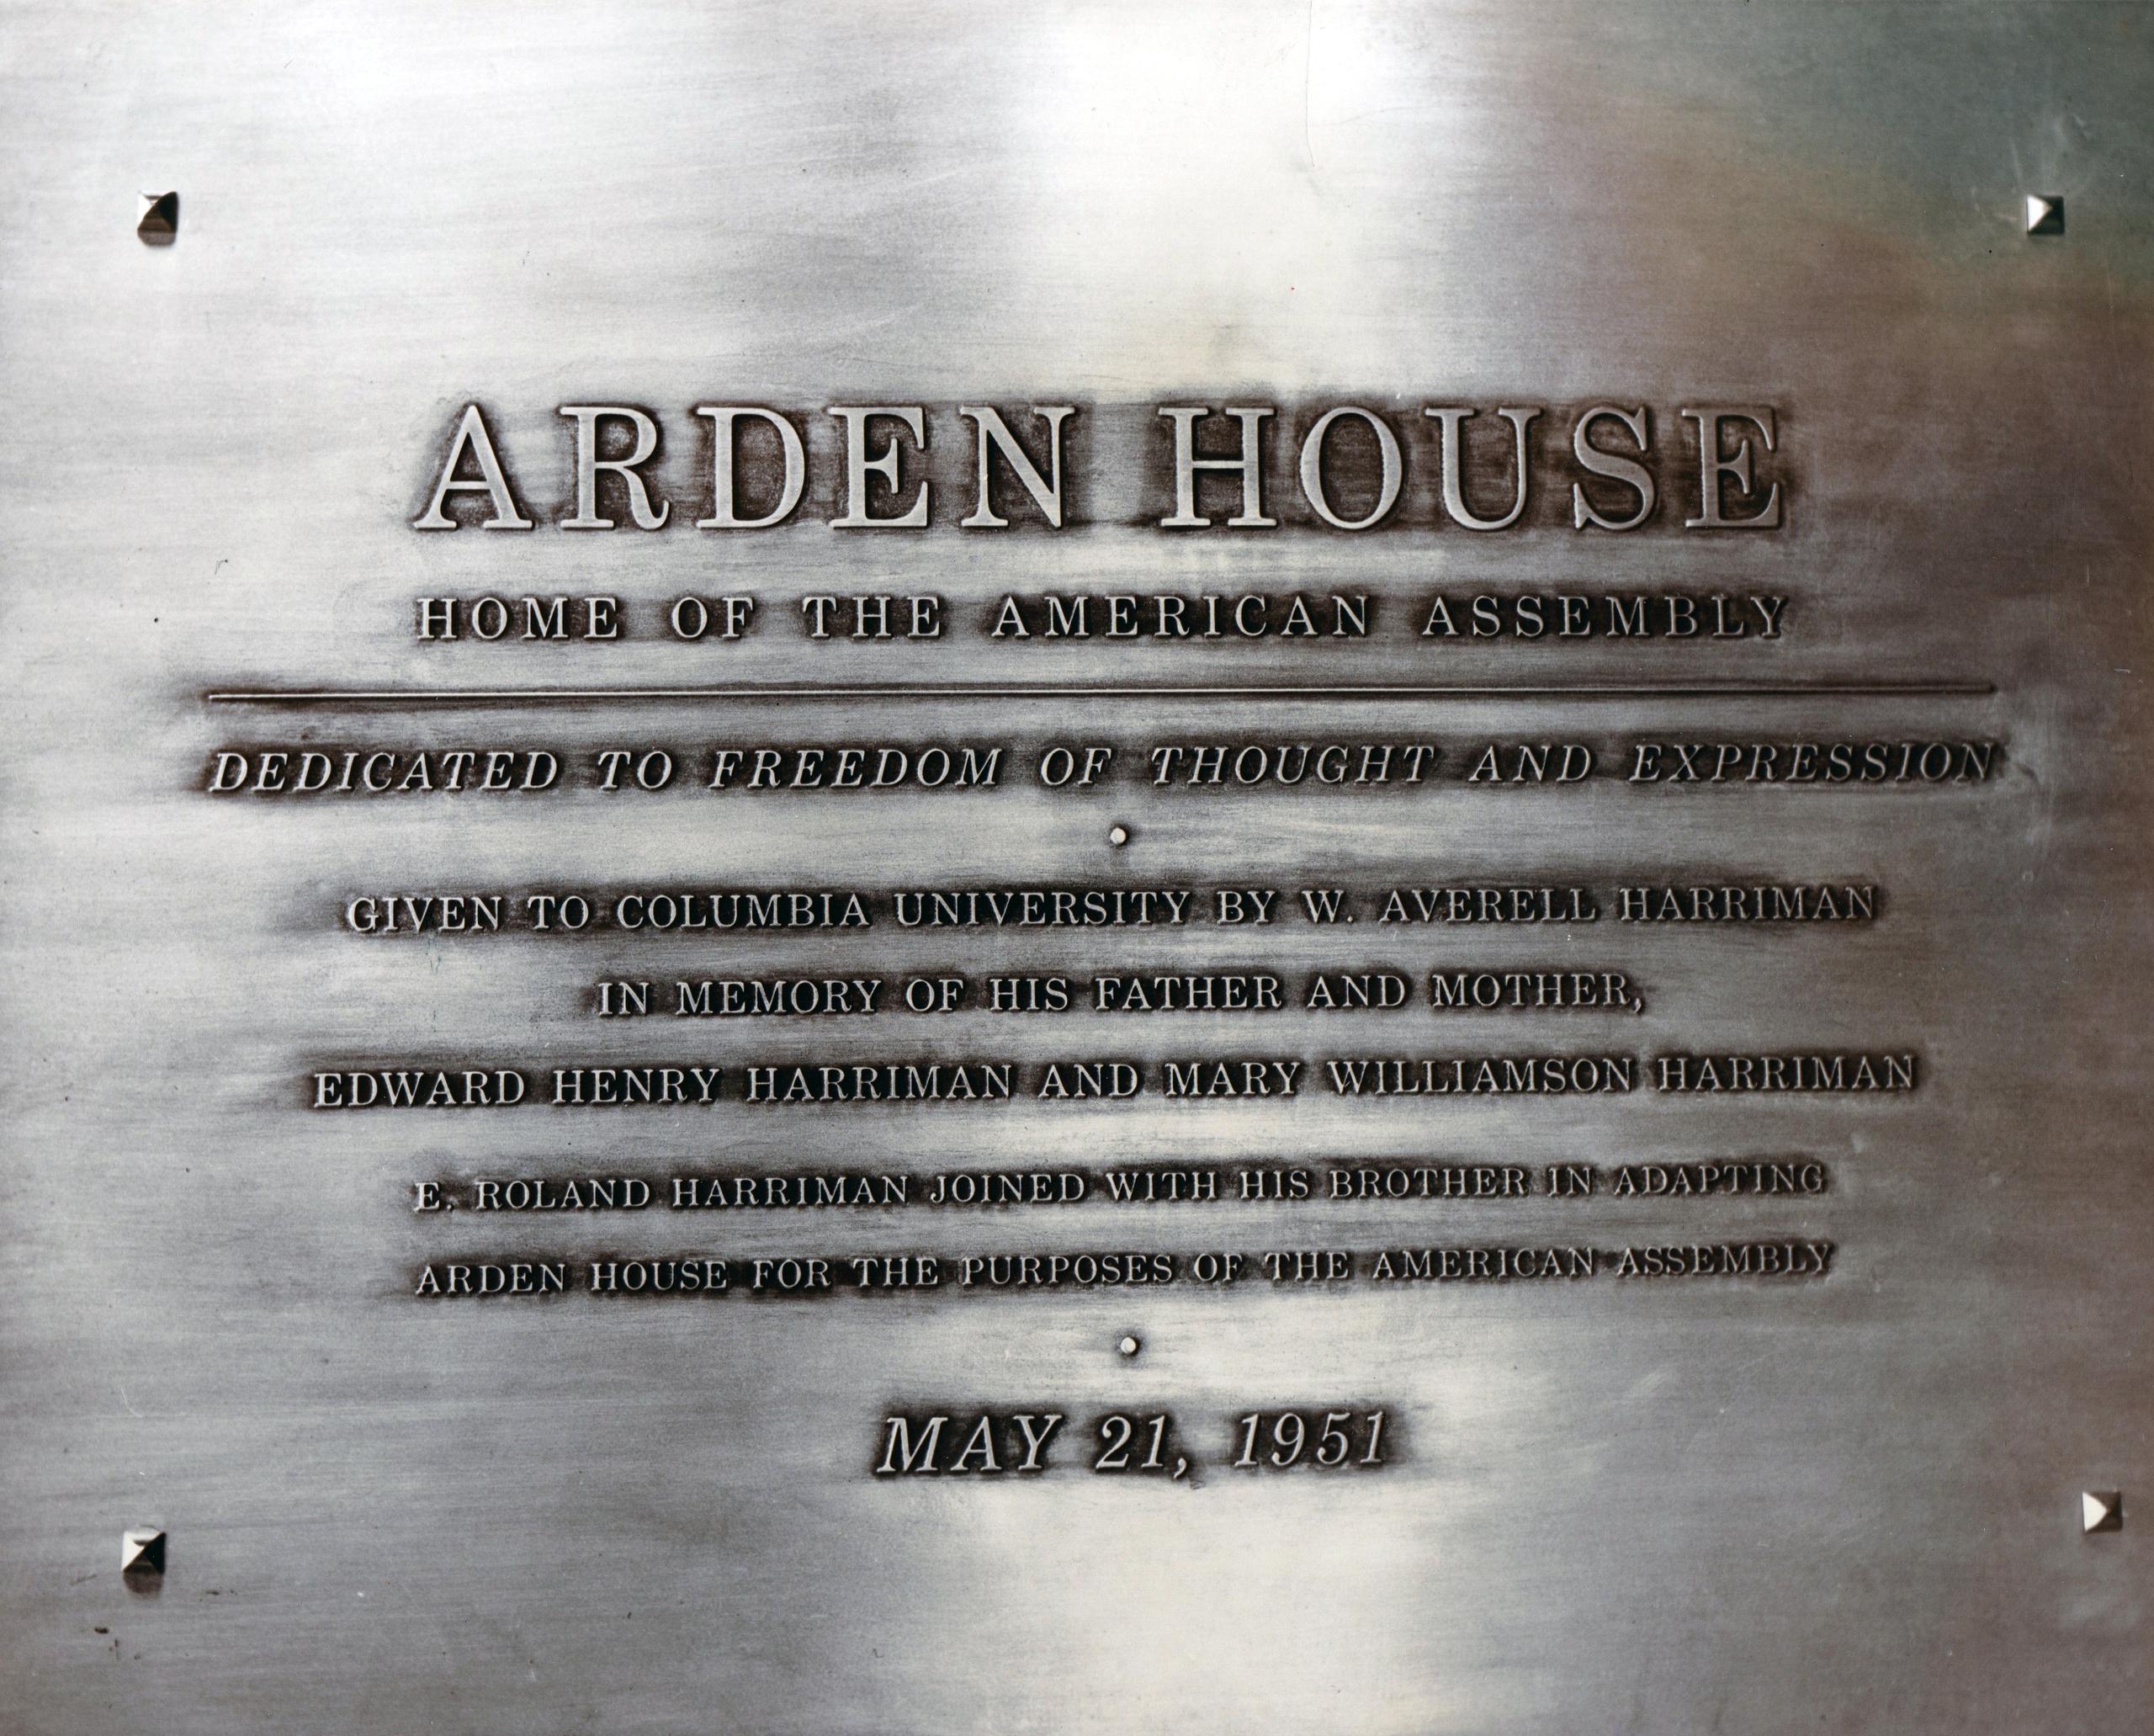 ARDEN HOUSE
HOME OF THE AMERICAN ASSEMBLY
DEDICATED TO FREEDOM OF THOUGHT AND EXPRESSION
GIVEN TO COLUMBIA UNIVERSITY BY W. AVERELL HARRIMAN
IN MEMORY OF HIS FATHER AND MOTHER,
EDWARD HENRY HARRIMAN AND MARY WILLIAMSON HARRIMAN
E. ROLAND HARRIMAN JOINED WITH HIS BROTHER IN ADAPTING
ARDEN HOUSE FOR THE PURPOSES OF THE AMERICAN ASSEMBLY
MAY 21, 1951